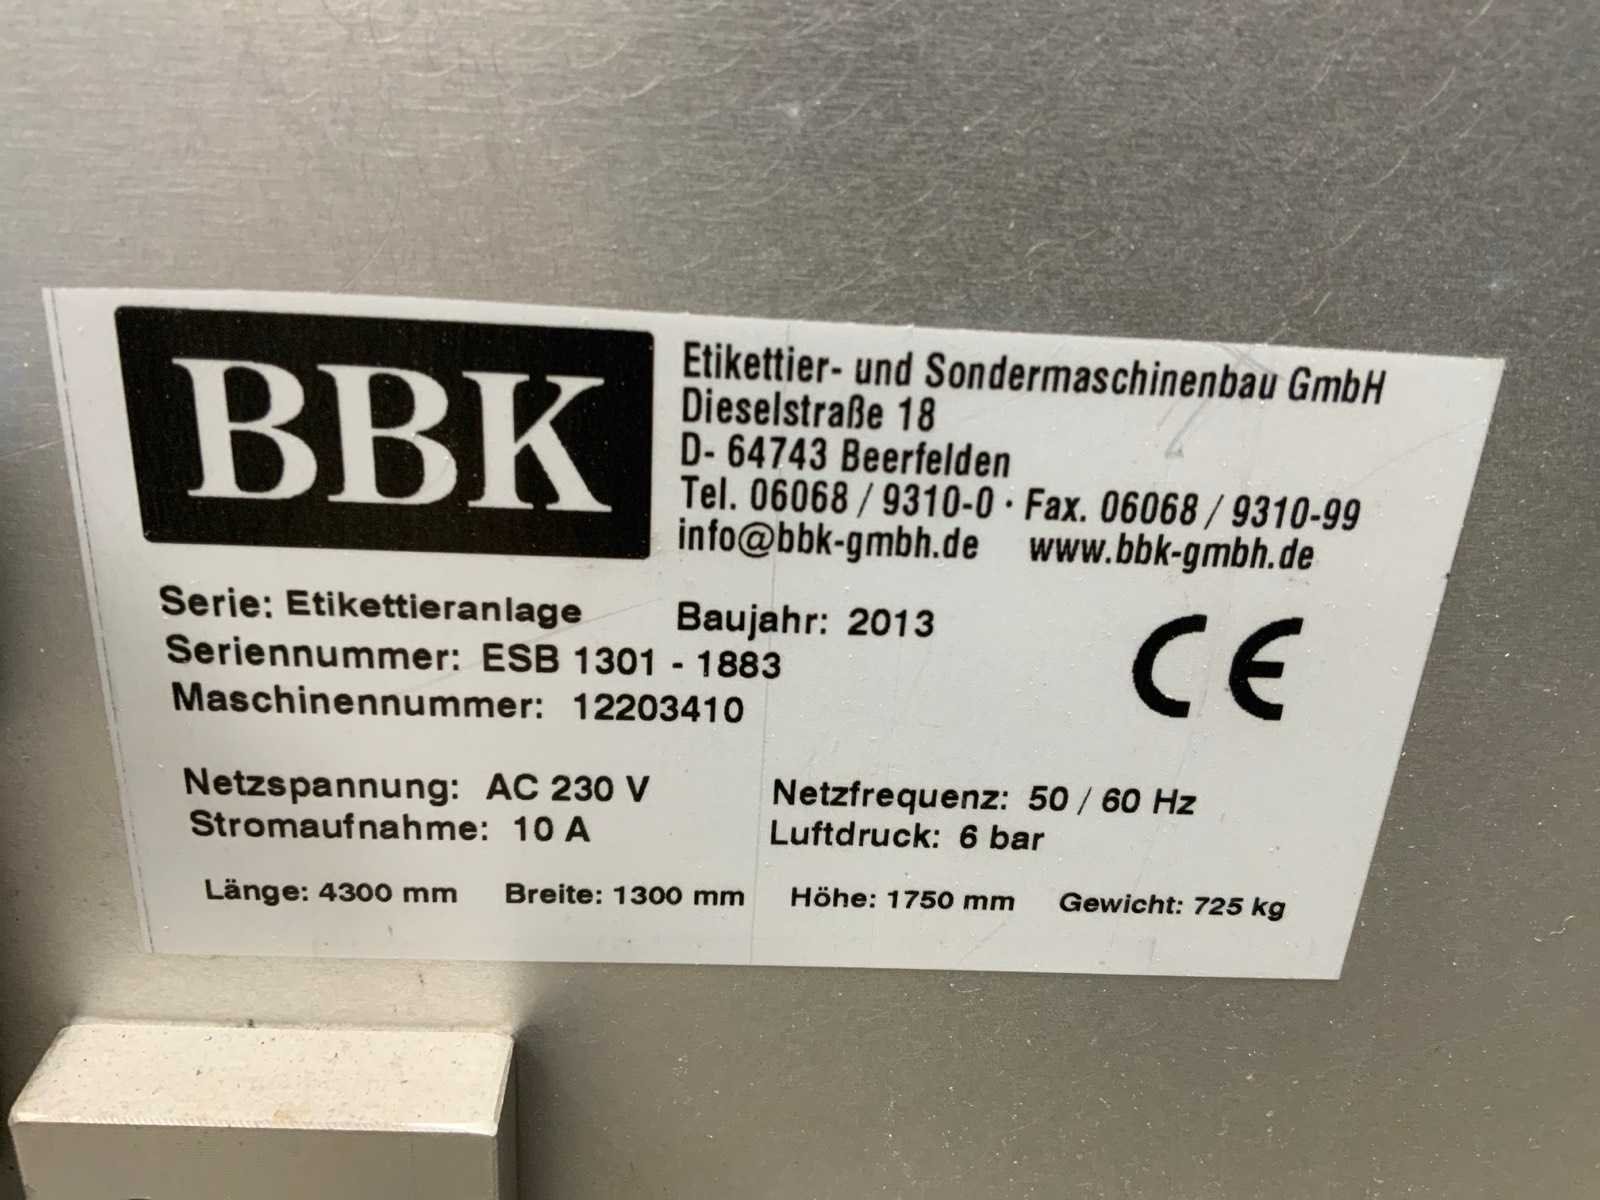 BBK
Etikettier- und Sondermaschinenbau GmbH
Dieselstraße 18
D- 64743 Beerfelden
Tel. 06068 / 9310-0 · Fax. 06068 / 9310-99
info@bbk-gmbh.de www.bbk-gmbh.de
Serie: Etikettieranlage Baujahr: 2013
Seriennummer: ESB 1301 - 1883
Maschinennummer: 12203410
CE
Netzspannung: AC 230 V Netzfrequenz: 50 / 60 Hz
Stromaufnahme: 10 A Luftdruck: 6 bar
Länge: 4300 mm Breite: 1300 mm Höhe: 1750 mm Gewicht: 725 kg